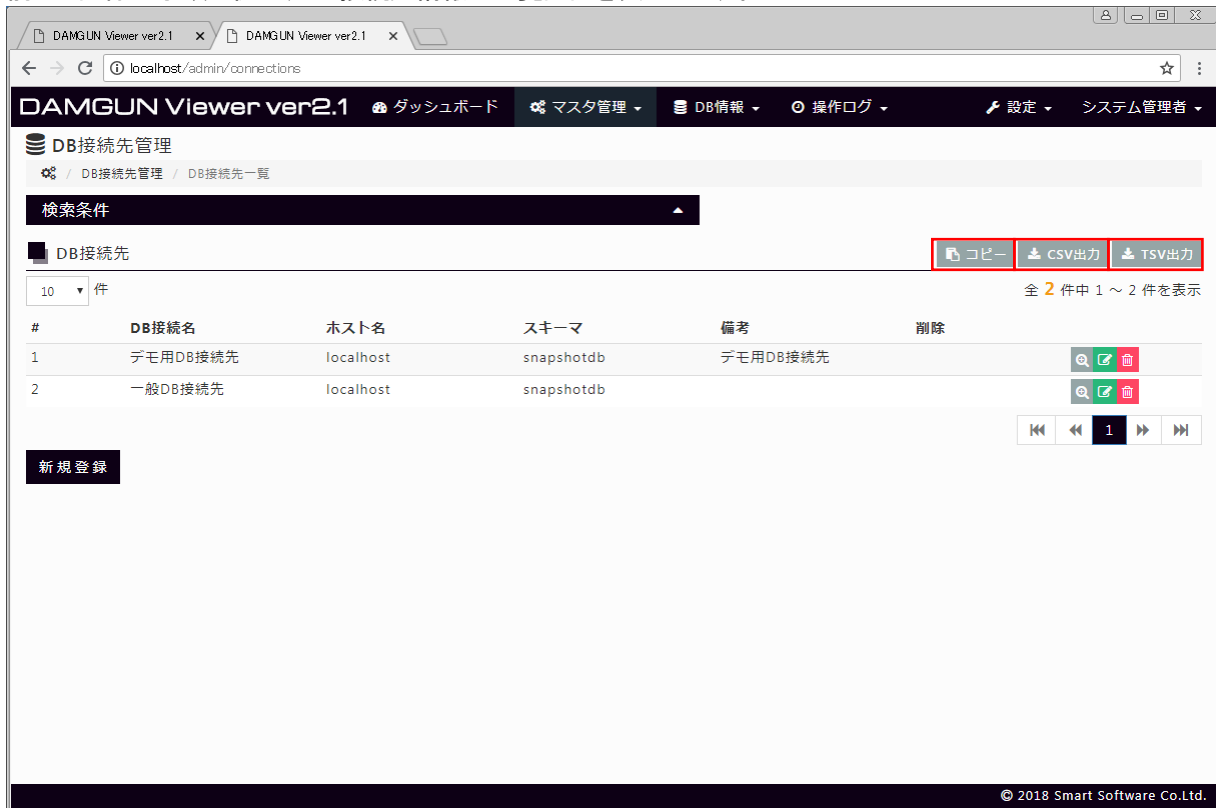 DAMGUN Viewer ver2.1 DAMGUN Viewer ver2.1
localhost/admin/connections
DAMGUN Viewer ver2.1 ダッシュボード マスタ管理 DB情報 操作ログ 設定 システム管理者
DB接続先管理
/ DB接続先管理 / DB接続先一覧
検索条件
DB接続先 コピー CSV出力 TSV出力
10 件 全 2 件中 1 ～ 2 件を表示
# DB接続名 ホスト名 スキーマ 備考 削除
1 デモ用DB接続先 localhost snapshotdb デモ用DB接続先
2 一般DB接続先 localhost snapshotdb
1
新規登録
© 2018 Smart Software Co.Ltd.